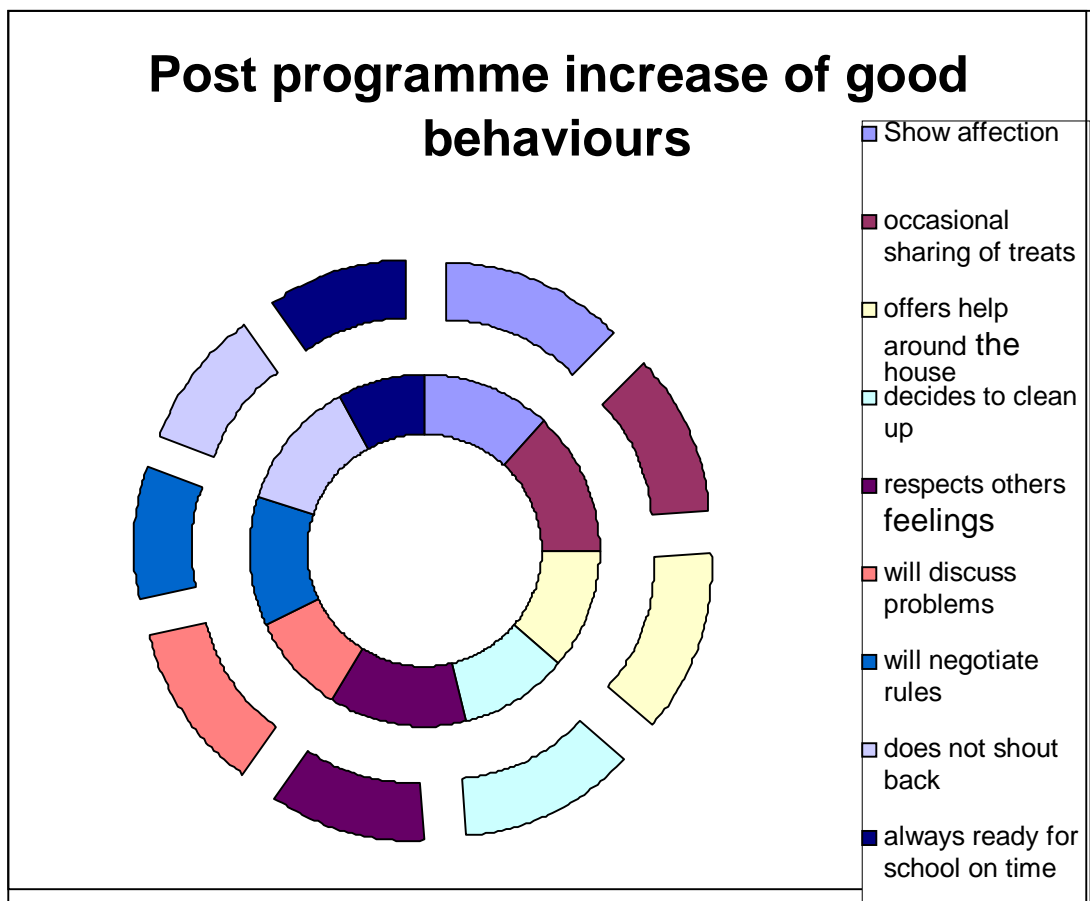 Post programme increase of good
behaviours
Show affection
occasional
sharing of treats
offers help
around the
house
decides to clean
up
respects others
feelings
will discuss
problems
will negotiate
rules
does not shout
back
always ready for
school on time